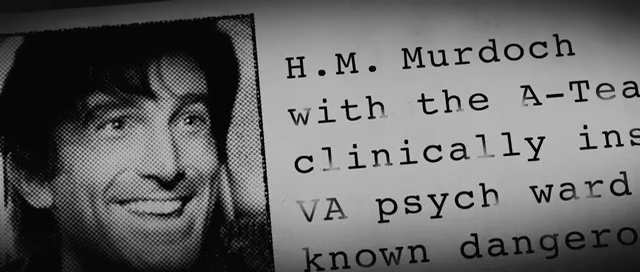 H.M. Murdoch
with the A-Tea
clinically ins
VA psych ward
known dangero